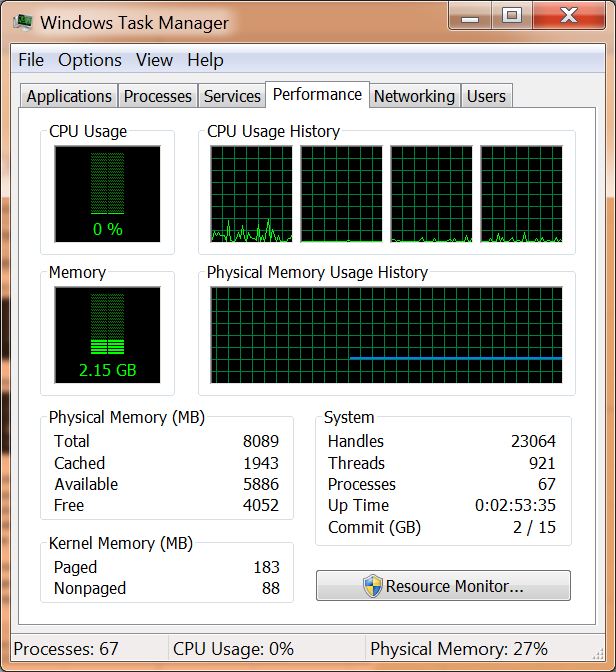 Windows Task Manager
File Options View Help
Applications Processes Services Performance Networking Users
CPU Usage
0 %
CPU Usage History
Memory
2.15 GB
Physical Memory Usage History
Physical Memory (MB)
Total 8089
Cached 1943
Available 5886
Free 4052
Kernel Memory (MB)
Paged 183
Nonpaged 88
System
Handles 23064
Threads 921
Processes 67
Up Time 0:02:53:35
Commit (GB) 2 / 15
Resource Monitor...
Processes: 67 CPU Usage: 0% Physical Memory: 27%